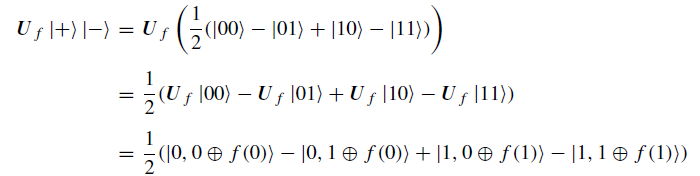 U_f |+⟩ |−⟩ = U_f (1/2 (|00⟩ − |01⟩ + |10⟩ − |11⟩))
= 1/2 (U_f |00⟩ − U_f |01⟩ + U_f |10⟩ − U_f |11⟩)
= 1/2 (|0, 0 ⊕ f(0)⟩ − |0, 1 ⊕ f(0)⟩ + |1, 0 ⊕ f(1)⟩ − |1, 1 ⊕ f(1)⟩)